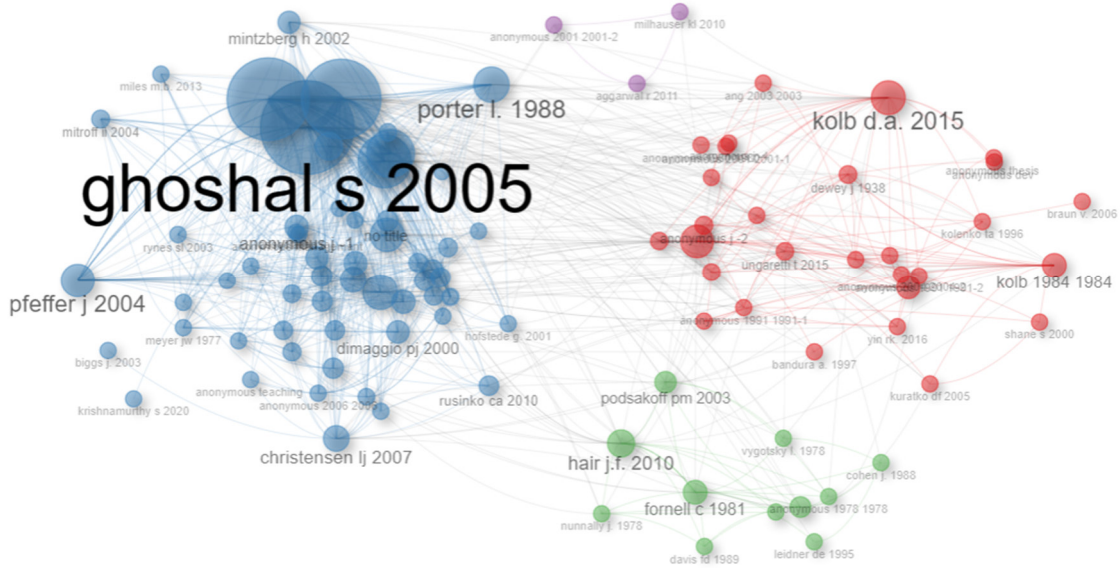 milhauser kl 2010
anonymous 2001 2001-2
mintzberg h 2002
miles m.b. 2013
aggarwal r 2011
ang 2003 2003
porter l. 1988
kolb d.a. 2015
mitroff ii 2004
anonymous thesis
anonymous dev
ghoshal s 2005
dewey j 1938
braun v. 2006
kolenko ta 1996
no title
anonymous j -1
anonymous j -2
rynes sl 2003
ungaretti t 2015
kolb 1984 1984
pfeffer j 2004
anonymous 1991 1991-1
shane s 2000
hofstede g. 2001
meyer jw 1977
yin rk. 2016
dimaggio pj 2000
biggs j. 2003
bandura a. 1997
anonymous teaching
kuratko df 2005
rusinko ca 2010
podsakoff pm 2003
krishnamurthy s 2020
anonymous 2006
vygotsky l. 1978
christensen lj 2007
hair j.f. 2010
cohen j. 1988
fornell c 1981
anonymous 1978 1978
nunnally j. 1978
leidner de 1995
davis fd 1989